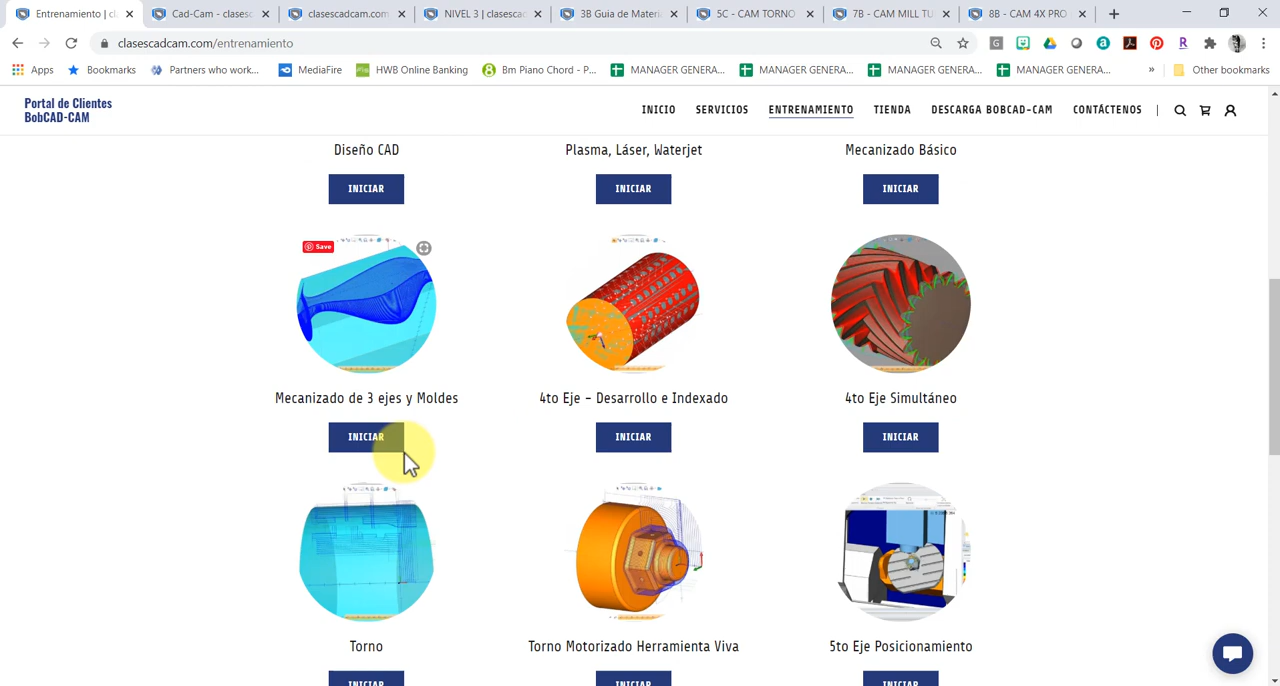 Entrenamiento | cl
Cad-Cam - clasesc
clasescadcam.com
NIVEL 3 | clasescad
3B Guia de Materi
5C - CAM TORNO
7B - CAM MILL TU
8B - CAM 4X PRO
clasescadcam.com/entrenamiento
Apps
Bookmarks
Partners who work...
MediaFire
HWB Online Banking
Bm Piano Chord - P...
MANAGER GENERA...
MANAGER GENERA...
MANAGER GENERA...
MANAGER GENERA...
»
Other bookmarks
Portal de Clientes
BobCAD-CAM
INICIO
SERVICIOS
ENTRENAMIENTO
TIENDA
DESCARGA BOBCAD-CAM
CONTÁCTENOS
Diseño CAD
Plasma, Láser, Waterjet
Mecanizado Básico
INICIAR
INICIAR
INICIAR
Save
Mecanizado de 3 ejes y Moldes
4to Eje - Desarrollo e Indexado
4to Eje Simultáneo
INICIAR
INICIAR
INICIAR
Torno
Torno Motorizado Herramienta Viva
5to Eje Posicionamiento
INICIAR
INICIAR
INICIAR